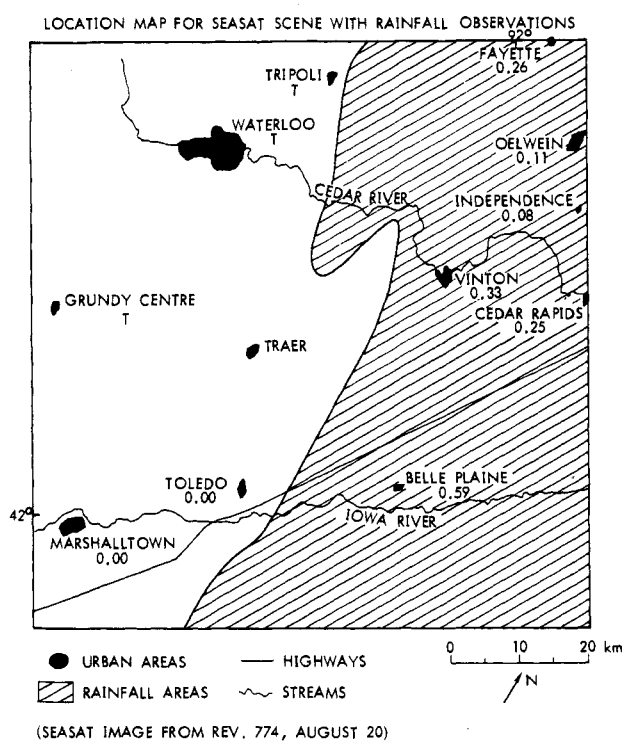 LOCATION MAP FOR SEASAT SCENE WITH RAINFALL OBSERVATIONS
92°
FAYETTE
0.26
TRIPOLI
T
WATERLOO
T
OELWEIN
0.11
CEDAR RIVER
INDEPENDENCE
0.08
VINTON
0.33
GRUNDY CENTRE
T
CEDAR RAPIDS
0.25
TRAER
TOLEDO
0.00
BELLE PLAINE
0.59
42°
IOWA RIVER
MARSHALLTOWN
0.00
URBAN AREAS
HIGHWAYS
0 10 20 km
RAINFALL AREAS
STREAMS
N
(SEASAT IMAGE FROM REV. 774, AUGUST 20)